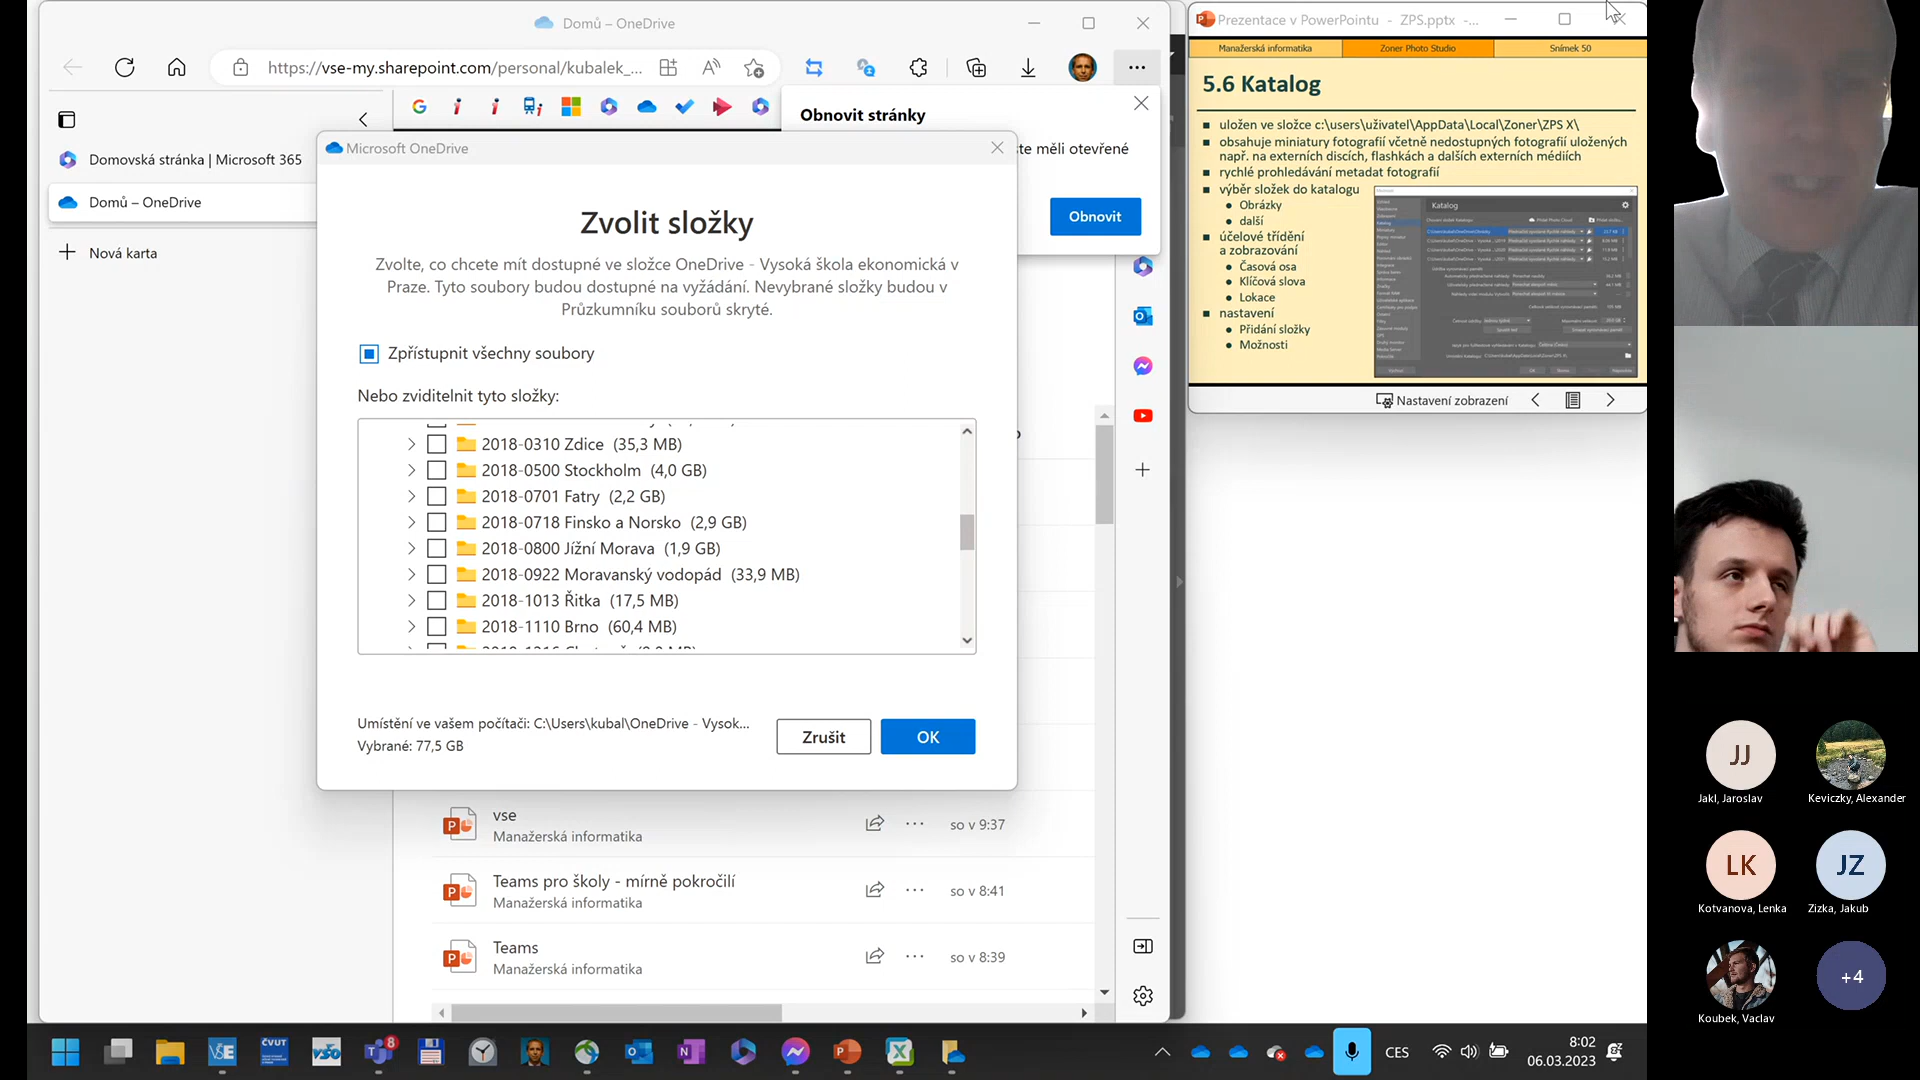 Domů – OneDrive
https://vse-my.sharepoint.com/personal/kubalek_...
Domovská stránka | Microsoft 365
Domů – OneDrive
Nová karta
Obnovit stránky
ste měli otevřené
Obnovit
Microsoft OneDrive
Zvolit složky
Zvolte, co chcete mít dostupné ve složce OneDrive - Vysoká škola ekonomická v
Praze. Tyto soubory budou dostupné na vyžádání. Nevybrané složky budou v
Průzkumníku souborů skryté.
Zpřístupnit všechny soubory
Nebo zviditelnit tyto složky:
2018-0310 Zdice (35,3 MB)
2018-0500 Stockholm (4,0 GB)
2018-0701 Fatry (2,2 GB)
2018-0718 Finsko a Norsko (2,9 GB)
2018-0800 Jížní Morava (1,9 GB)
2018-0922 Moravanský vodopád (33,9 MB)
2018-1013 Řitka (17,5 MB)
2018-1110 Brno (60,4 MB)
Umístění ve vašem počítači: C:\Users\kubal\OneDrive - Vysok...
Vybrané: 77,5 GB
Zrušit
OK
vse
Manažerská informatika
so v 9:37
Teams pro školy - mírně pokročilí
Manažerská informatika
so v 8:41
Teams
Manažerská informatika
so v 8:39
Prezentace v PowerPointu - ZPS.pptx -...
Manažerská informatika
Zoner Photo Studio
Snímek 50
5.6 Katalog
uložen ve složce c:\users\uživatel\AppData\Local\Zoner\ZPS X\
obsahuje miniatury fotografií včetně nedostupných fotografií uložených
např. na externích discích, flashkách a dalších externích médiích
rychlé prohledávání metadat fotografií
výběr složek do katalogu
Obrázky
další
účelové třídění
a zobrazování
Časová osa
Klíčová slova
Lokace
nastavení
Přidání složky
Možnosti
Katalog
Nastavení zobrazení
JJ
Jakl, Jaroslav
Keviczky, Alexander
LK
Kotvanova, Lenka
JZ
Zizka, Jakub
Koubek, Vaclav
+4
VŠE
ČVUT
VŠO
8
CES
8:02
06.03.2023